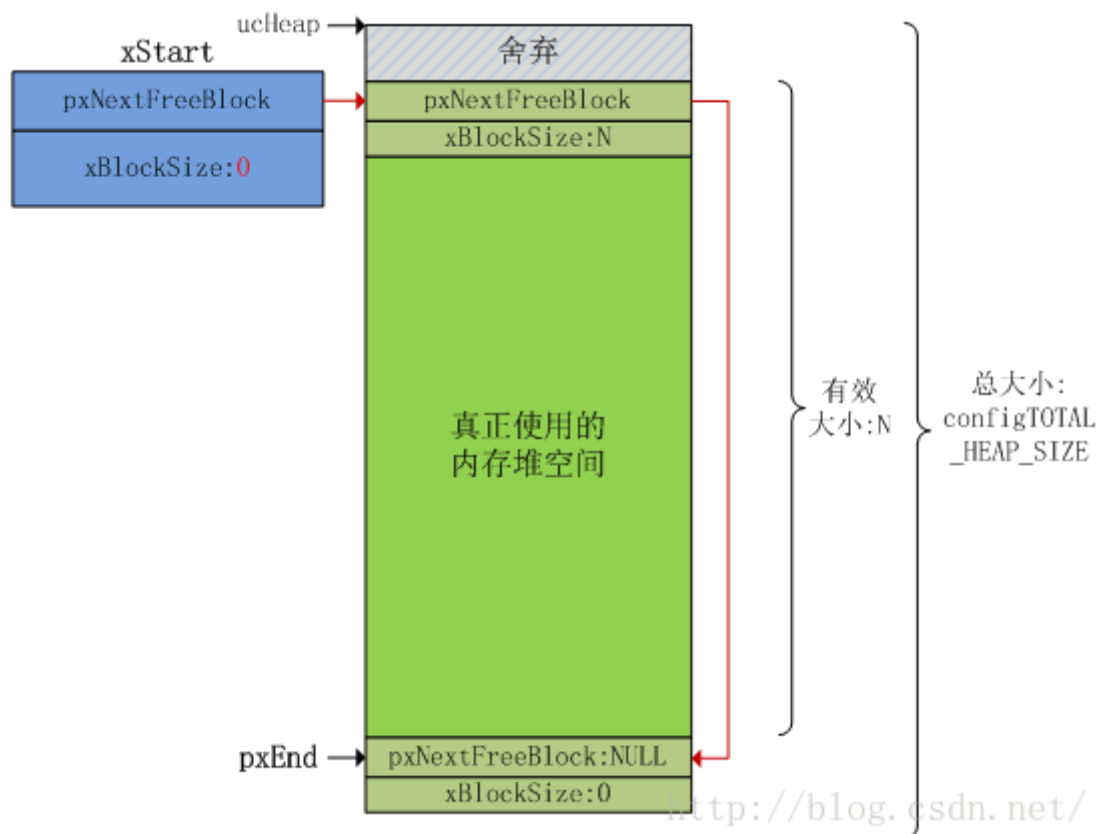 ucHeap
舍弃
xStart
pxNextFreeBlock
pxNextFreeBlock
xBlockSize:N
xBlockSize:0
真正使用的
内存堆空间
有效
大小:N
总大小:
configTOTAL
_HEAP_SIZE
pxEnd
pxNextFreeBlock:NULL
xBlockSize:0
http://blog.csdn.net/